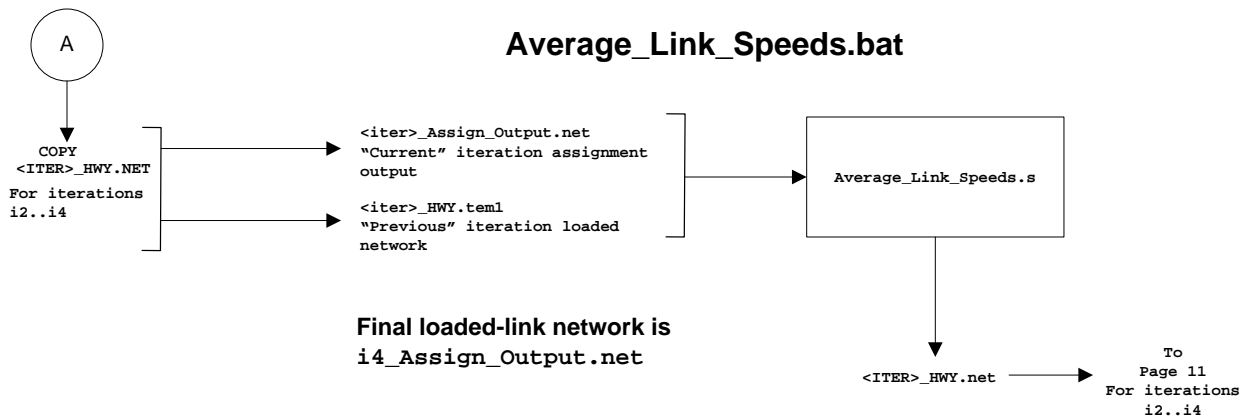 A
Average_Link_Speeds.bat
COPY
<ITER>_HWY.NET
For iterations
i2..i4
<iter>_Assign_Output.net
“Current” iteration assignment
output
<iter>_HWY.tem1
“Previous” iteration loaded
network
Average_Link_Speeds.s
Final loaded-link network is
i4_Assign_Output.net
<ITER>_HWY.net
To
Page 11
For iterations
i2..i4